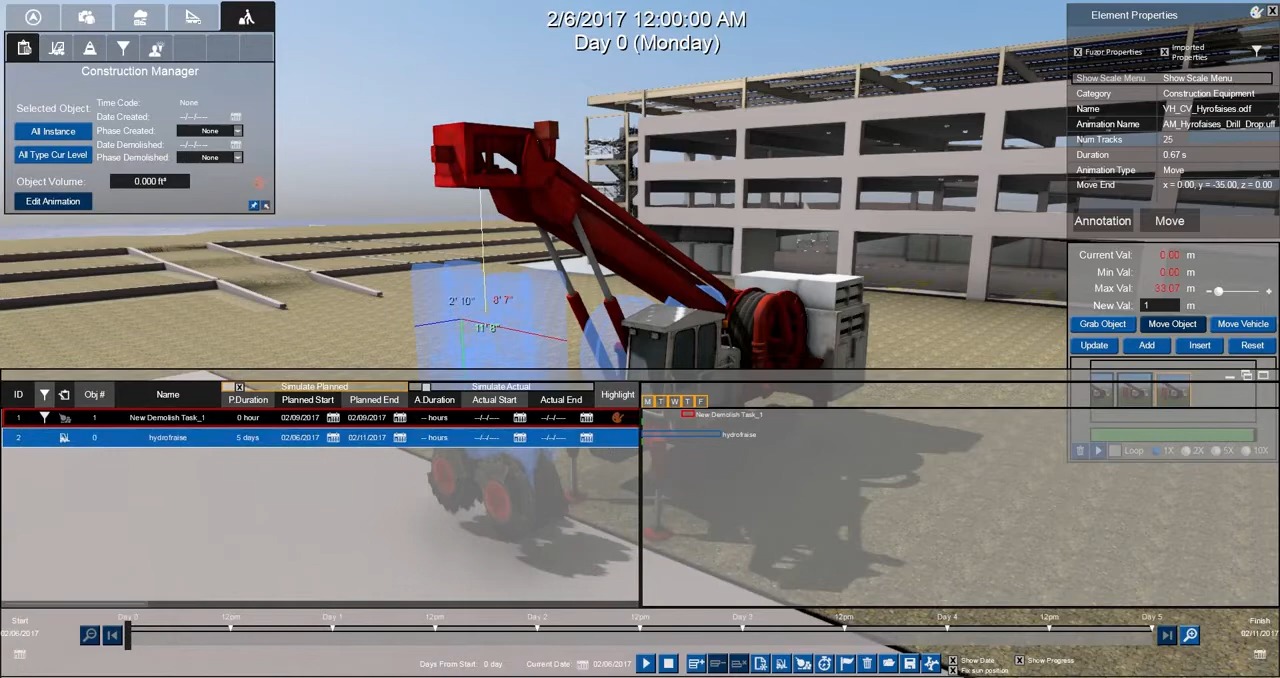 2/6/2017 12:00:00 AM
Day 0 (Monday)
Construction Manager
Selected Object:
Time Code: None
Date Created: --/--/----
Phase Created: None
Date Demolished: --/--/----
Phase Demolished: None
All Instance
All Type Cur Level
Object Volume: 0.000 ft³
Edit Animation
Element Properties
Fuzor Properties
Imported Properties
Show Scale Menu Show Scale Menu
Category Construction Equipment
Name VH_CV_Hyrofaises.odf
Animation Name AM_Hyrofaises_Drill_Drop.uff
Num Tracks 25
Duration 0.67 s
Animation Type Move
Move End x = 0.00, y = -35.00, z = 0.00
Annotation Move
Current Val: 0.00 m
Min Val: 0.00 m
Max Val: 33.07 m
New Val: 1 m
Grab Object Move Object Move Vehicle
Update Add Insert Reset
Loop 1X 2X 5X 10X
2' 10" 8' 7"
11' 8"
Simulate Planned Simulate Actual
ID Obj # Name P.Duration Planned Start Planned End A.Duration Actual Start Actual End Highlight
M T W T F
1 1 New Demolish Task_1 0 hour 02/09/2017 02/09/2017 -- hours --/--/---- --/--/----
New Demolish Task_1
2 0 hydrofraise 5 days 02/06/2017 02/11/2017 -- hours --/--/---- --/--/----
hydrofraise
Start
02/06/2017
Day 0 12pm Day 1 12pm Day 2 12pm Day 3 12pm Day 4 12pm Day 5
Finish
02/11/2017
Days From Start: 0 day Current Date: 02/06/2017
Show Date Show Progress
Fix sun position